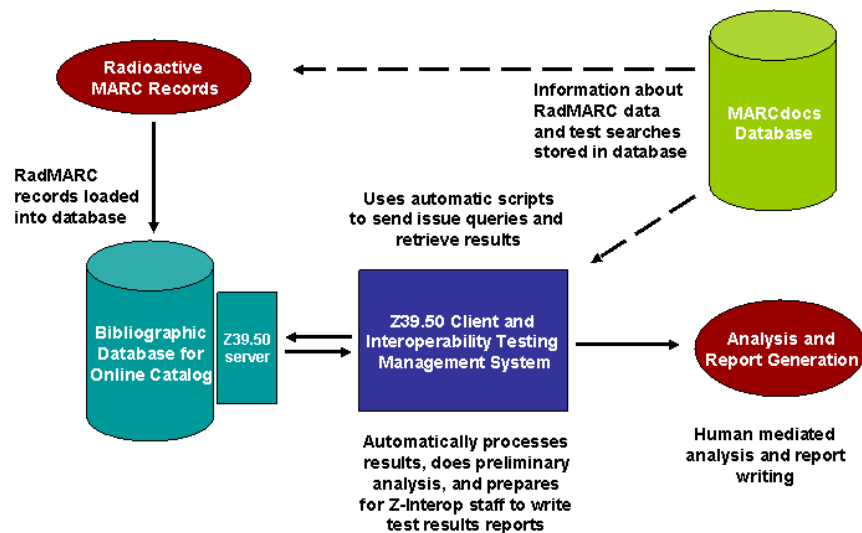 Radioactive
MARC Records
Information about
RadMARC data
and test searches
stored in database
MARCdocs
Database
RadMARC
records loaded
into database
Uses automatic scripts
to send issue queries and
retrieve results
Bibliographic
Database for
Online Catalog
Z39.50
server
Z39.50 Client and
Interoperability Testing
Management System
Analysis and
Report Generation
Automatically processes
results, does preliminary
analysis, and prepares
for Z-Interop staff to write
test results reports
Human mediated
analysis and report
writing